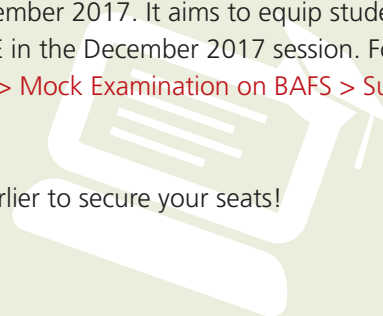 ember 2017. It aims to equip stude
E in the December 2017 session. Fo
> Mock Examination on BAFS > Su
rlier to secure your seats!